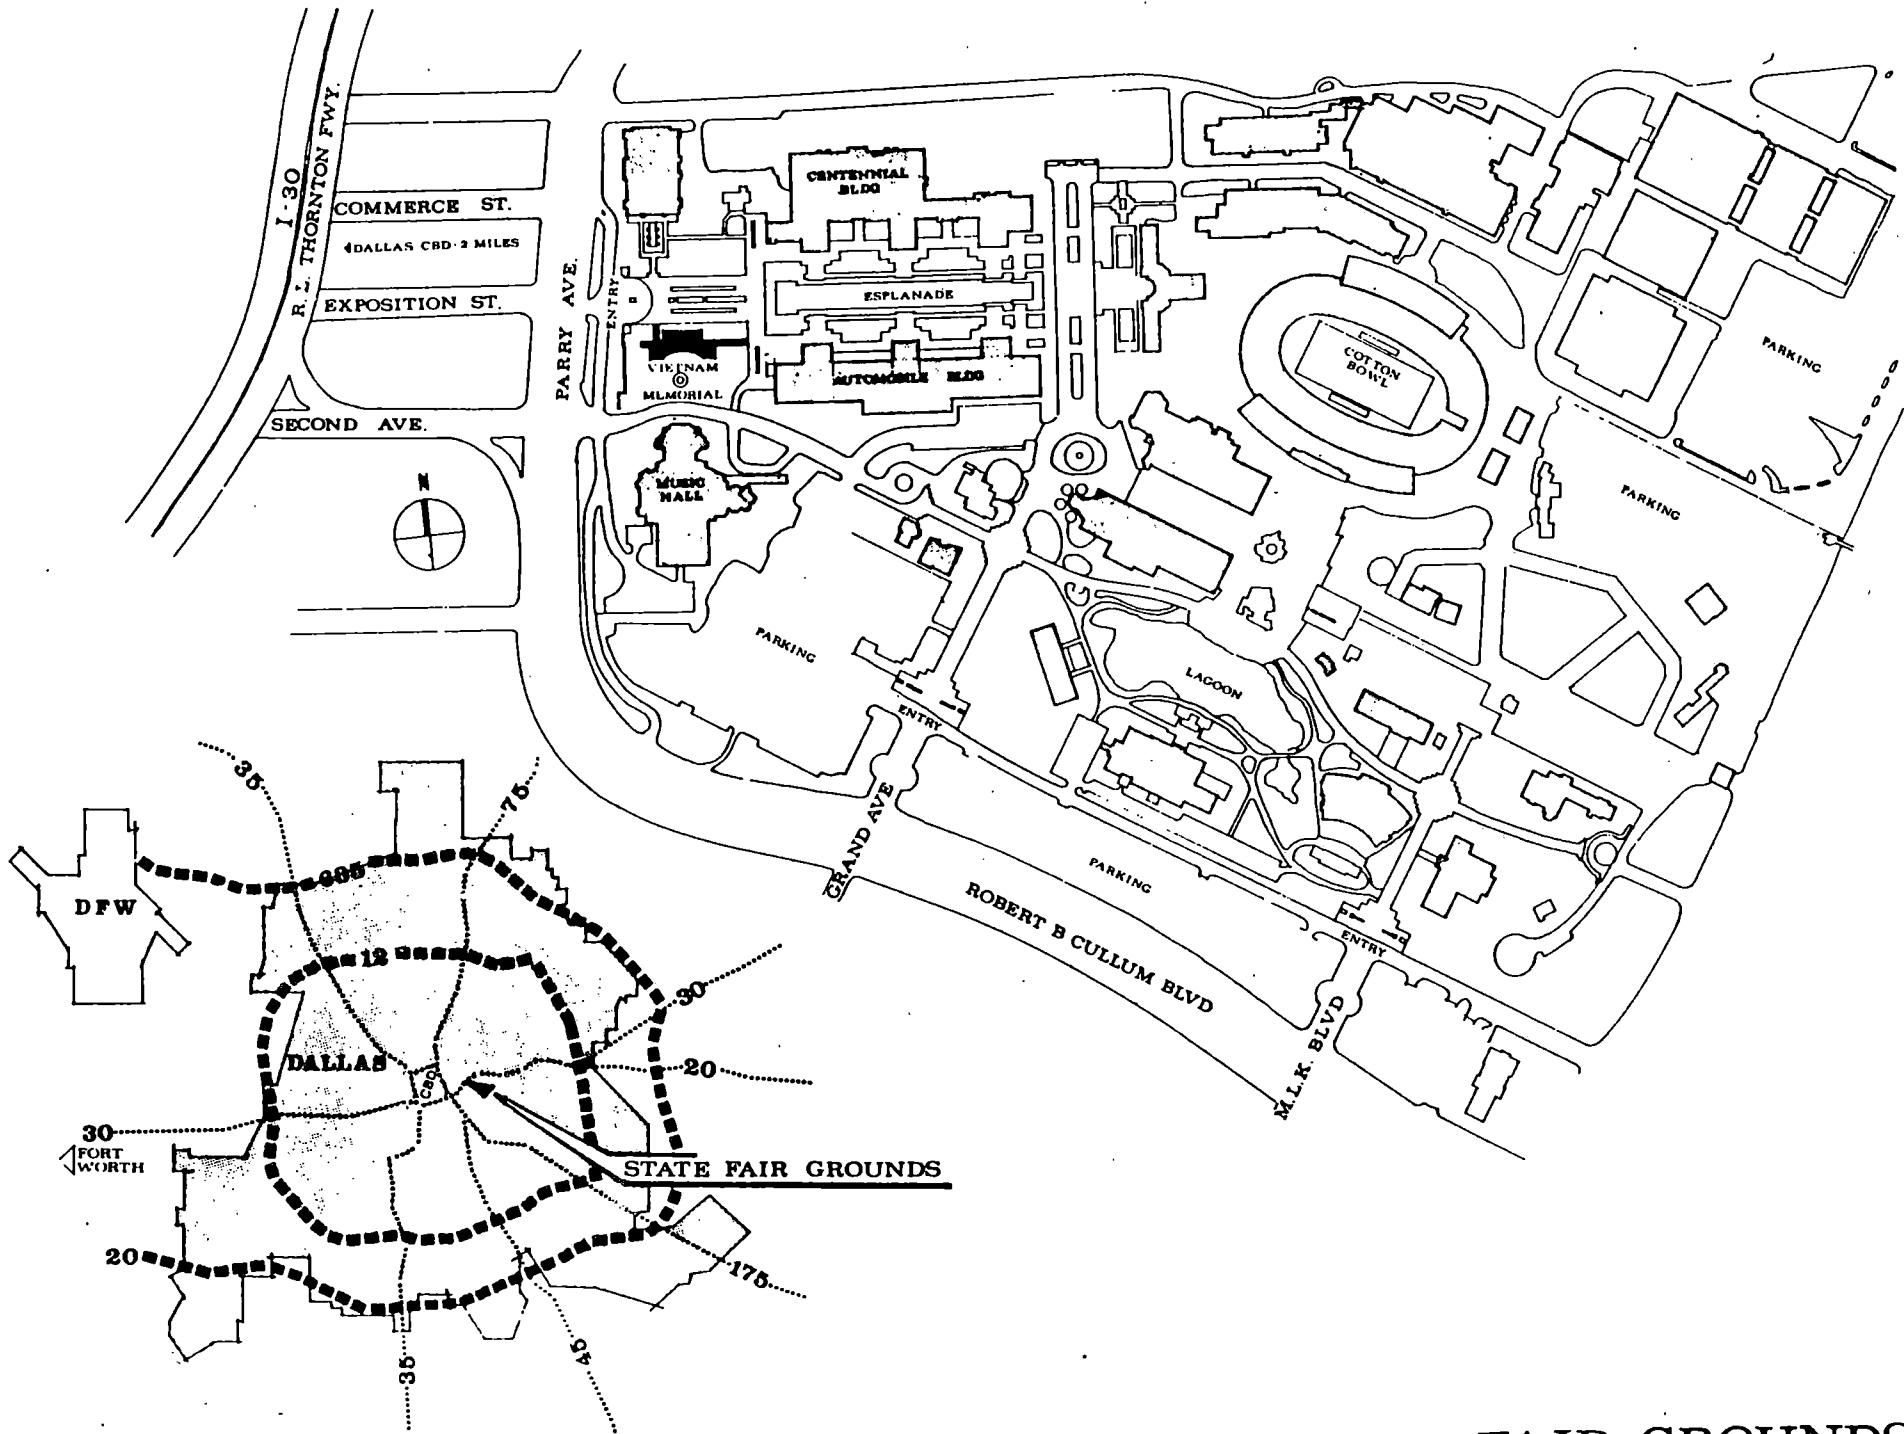 I-30
R. L. THORNTON FWY.
COMMERCE ST.
DALLAS CBD·2 MILES
EXPOSITION ST.
SECOND AVE.
PARRY AVE.
ENTRY
CENTENNIAL
BLDG
ESPLANADE
VIETNAM
MEMORIAL
AUTOMOBILE BLDG
MUSIC
HALL
COTTON
BOWL
PARKING
PARKING
N
PARKING
LAGOON
ENTRY
GRAND AVE
PARKING
ROBERT B CULLUM BLVD
ENTRY
M.L.K. BLVD
35
75
635
DFW
12
30
DALLAS
CBD
20
30
FORT
WORTH
STATE FAIR GROUNDS
20
175
45
35
FAIR GROUNDS